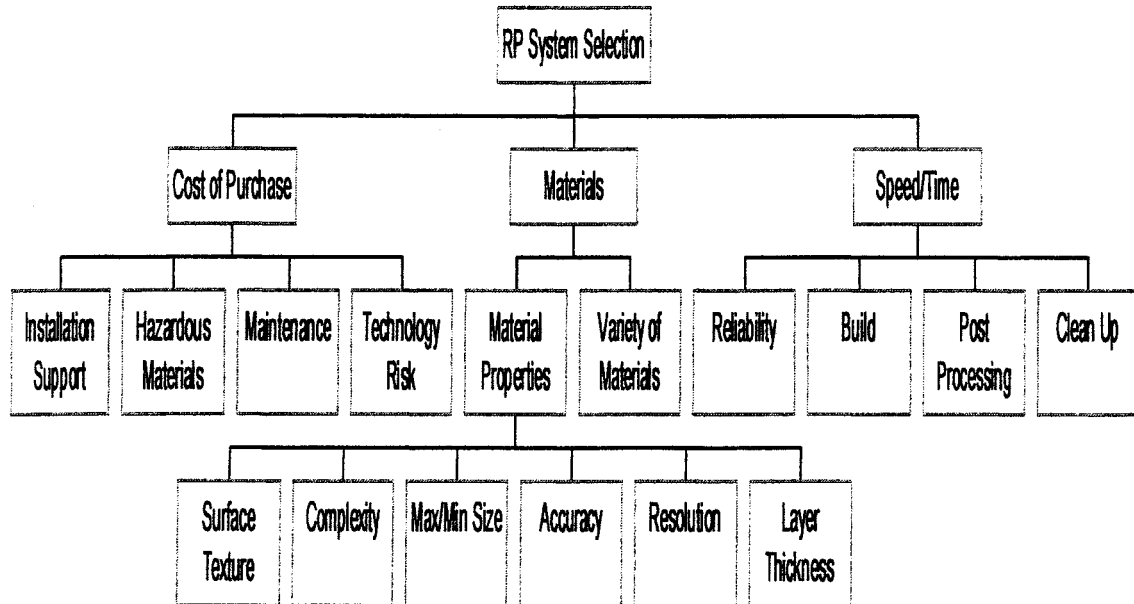 RP System Selection
Cost of Purchase
Materials
Speed/Time
Installation
Support
Hazardous
Materials
Maintenance
Technology
Risk
Material
Properties
Variety of
Materials
Reliability
Build
Post
Processing
Clean Up
Surface
Texture
Complexity
Max/Min Size
Accuracy
Resolution
Layer
Thickness